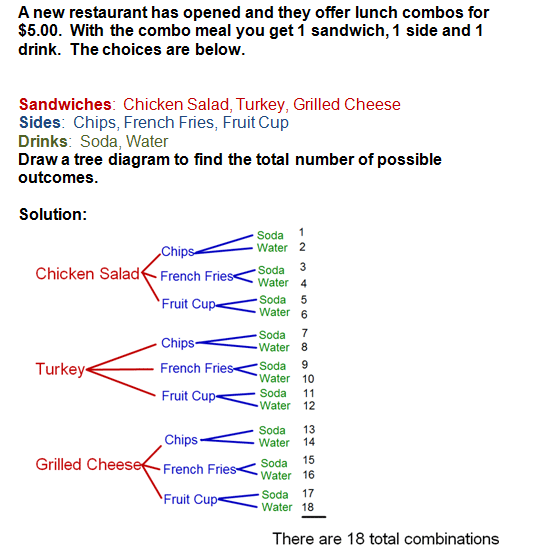 A new restaurant has opened and they offer lunch combos for
$5.00. With the combo meal you get 1 sandwich, 1 side and 1
drink. The choices are below.
Sandwiches: Chicken Salad, Turkey, Grilled Cheese
Sides: Chips, French Fries, Fruit Cup
Drinks: Soda, Water
Draw a tree diagram to find the total number of possible
outcomes.
Solution:
Chicken Salad
Chips
Soda 1
Water 2
French Fries
Soda 3
Water 4
Fruit Cup
Soda 5
Water 6
Turkey
Chips
Soda 7
Water 8
French Fries
Soda 9
Water 10
Fruit Cup
Soda 11
Water 12
Grilled Cheese
Chips
Soda 13
Water 14
French Fries
Soda 15
Water 16
Fruit Cup
Soda 17
Water 18
There are 18 total combinations